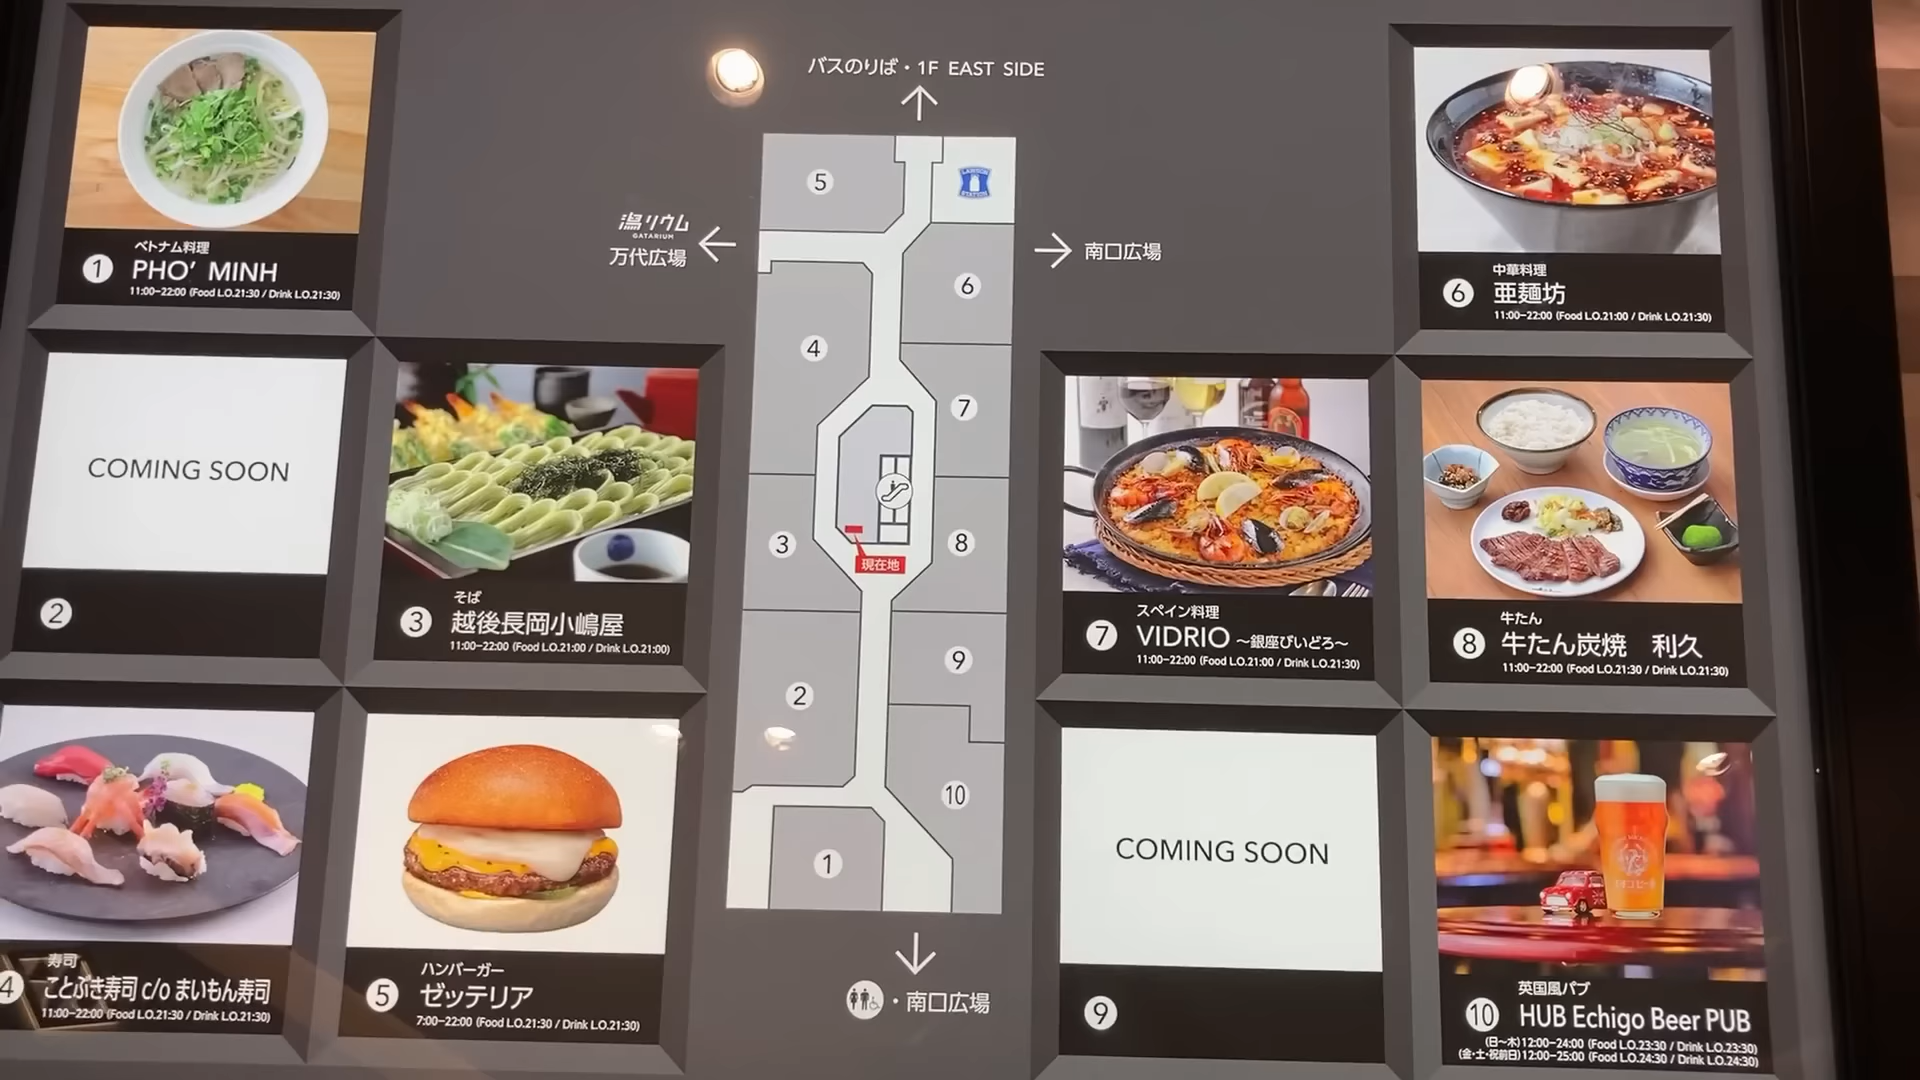 バスのりば・1F EAST SIDE
潟リウム
GATARIUM
万代広場
南口広場
LAWSON
STATION
5
6
4
7
3
8
現在地
9
2
10
1
・南口広場
ベトナム料理
1 PHO' MINH
11:00−22:00 (Food L.O.21:30 / Drink L.O.21:30)
COMING SOON
2
そば
3 越後長岡小嶋屋
11:00−22:00 (Food L.O.21:00 / Drink L.O.21:00)
寿司
4 ことぶき寿司 c/o まいもん寿司
11:00−22:00 (Food L.O.21:30 / Drink L.O.21:30)
ハンバーガー
5 ゼッテリア
7:00−22:00 (Food L.O.21:30 / Drink L.O.21:30)
中華料理
6 亜麺坊
11:00−22:00 (Food L.O.21:00 / Drink L.O.21:30)
スペイン料理
7 VIDRIO ～銀座びいどろ～
11:00−22:00 (Food L.O.21:00 / Drink L.O.21:30)
牛たん
8 牛たん炭焼 利久
11:00−22:00 (Food L.O.21:30 / Drink L.O.21:30)
COMING SOON
9
英国風パブ
10 HUB Echigo Beer PUB
(日〜木)12:00−24:00 (Food L.O.23:30 / Drink L.O.23:30)
(金・土・祝前日)12:00−25:00 (Food L.O.24:30 / Drink L.O.24:30)